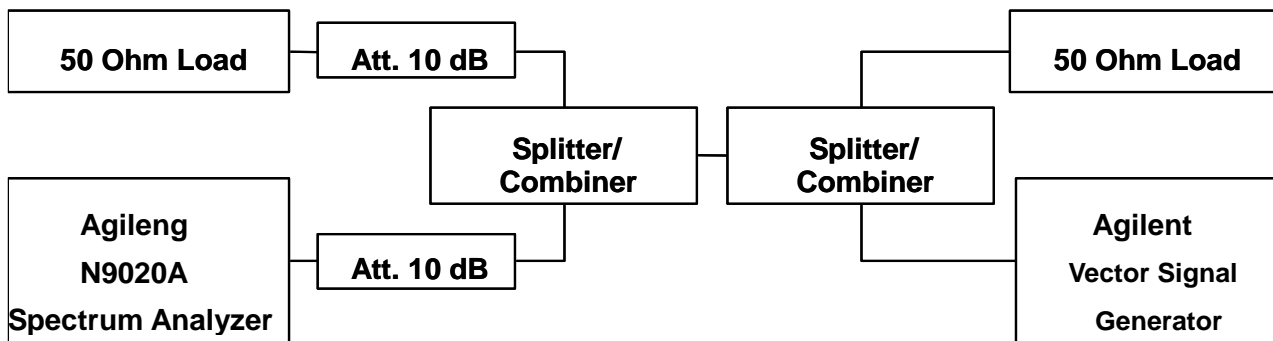 50 Ohm Load
Att. 10 dB
50 Ohm Load
Splitter/
Combiner
Splitter/
Combiner
Agileng
N9020A
Spectrum Analyzer
Att. 10 dB
Agilent
Vector Signal
Generator